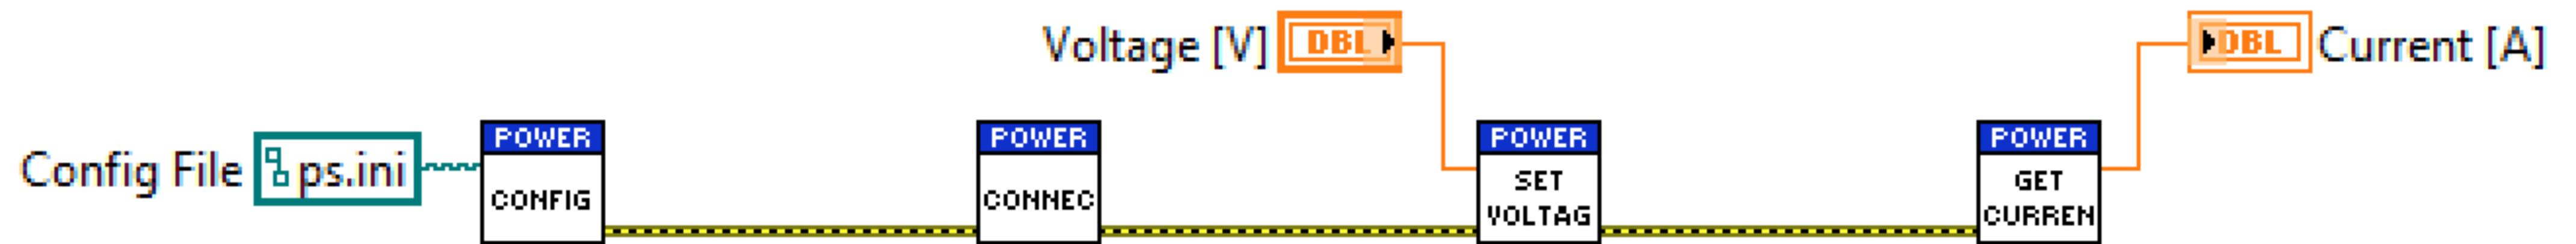 Voltage [V] DBL
DBL Current [A]
Config File ps.ini
POWER
CONFIG
POWER
CONNEC
POWER
SET
VOLTAG
POWER
GET
CURREN